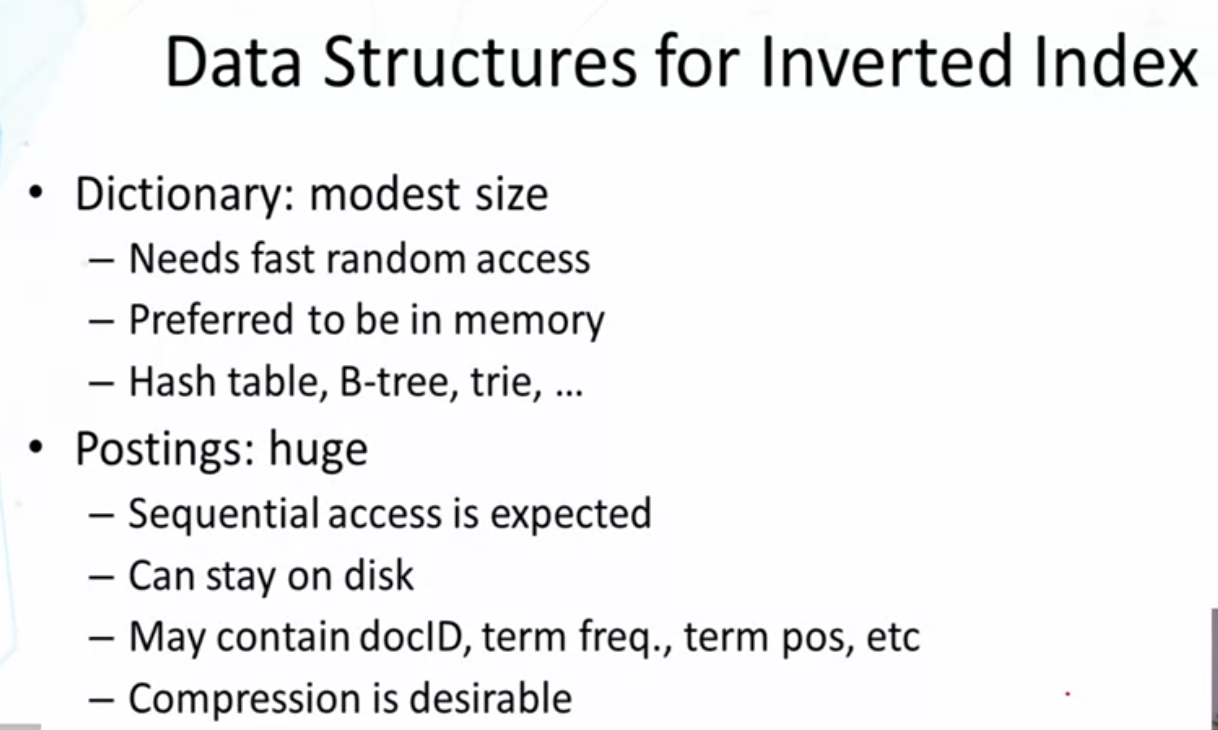 Data Structures for Inverted Index
• Dictionary: modest size
– Needs fast random access
– Preferred to be in memory
– Hash table, B-tree, trie, ...
• Postings: huge
– Sequential access is expected
– Can stay on disk
– May contain docID, term freq., term pos, etc
– Compression is desirable